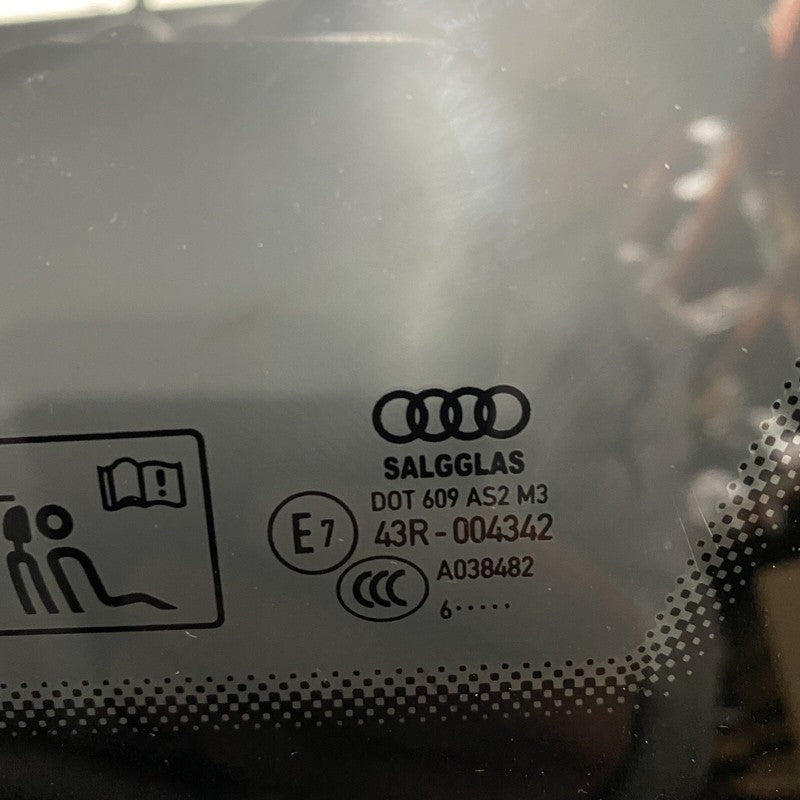 SALGGLAS
DOT 609 AS2 M3
E7 43R-004342
CCC A038482
6·····